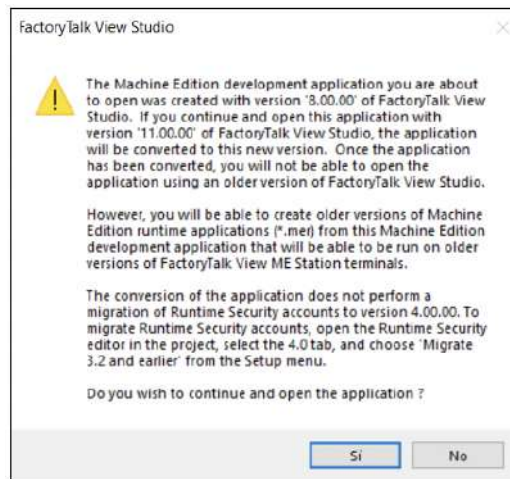 FactoryTalk View Studio
The Machine Edition development application you are about
to open was created with version '8.00.00' of FactoryTalk View
Studio. If you continue and open this application with
version '11.00.00' of FactoryTalk View Studio, the application
will be converted to this new version. Once the application
has been converted, you will not be able to open the
application using an older version of FactoryTalk View Studio.
However, you will be able to create older versions of Machine
Edition runtime applications (*.mer) from this Machine Edition
development application that will be able to be run on older
versions of FactoryTalk View ME Station terminals.
The conversion of the application does not perform a
migration of Runtime Security accounts to version 4.00.00. To
migrate Runtime Security accounts, open the Runtime Security
editor in the project, select the 4.0 tab, and choose 'Migrate
3.2 and earlier' from the Setup menu.
Do you wish to continue and open the application ?
Sí
No